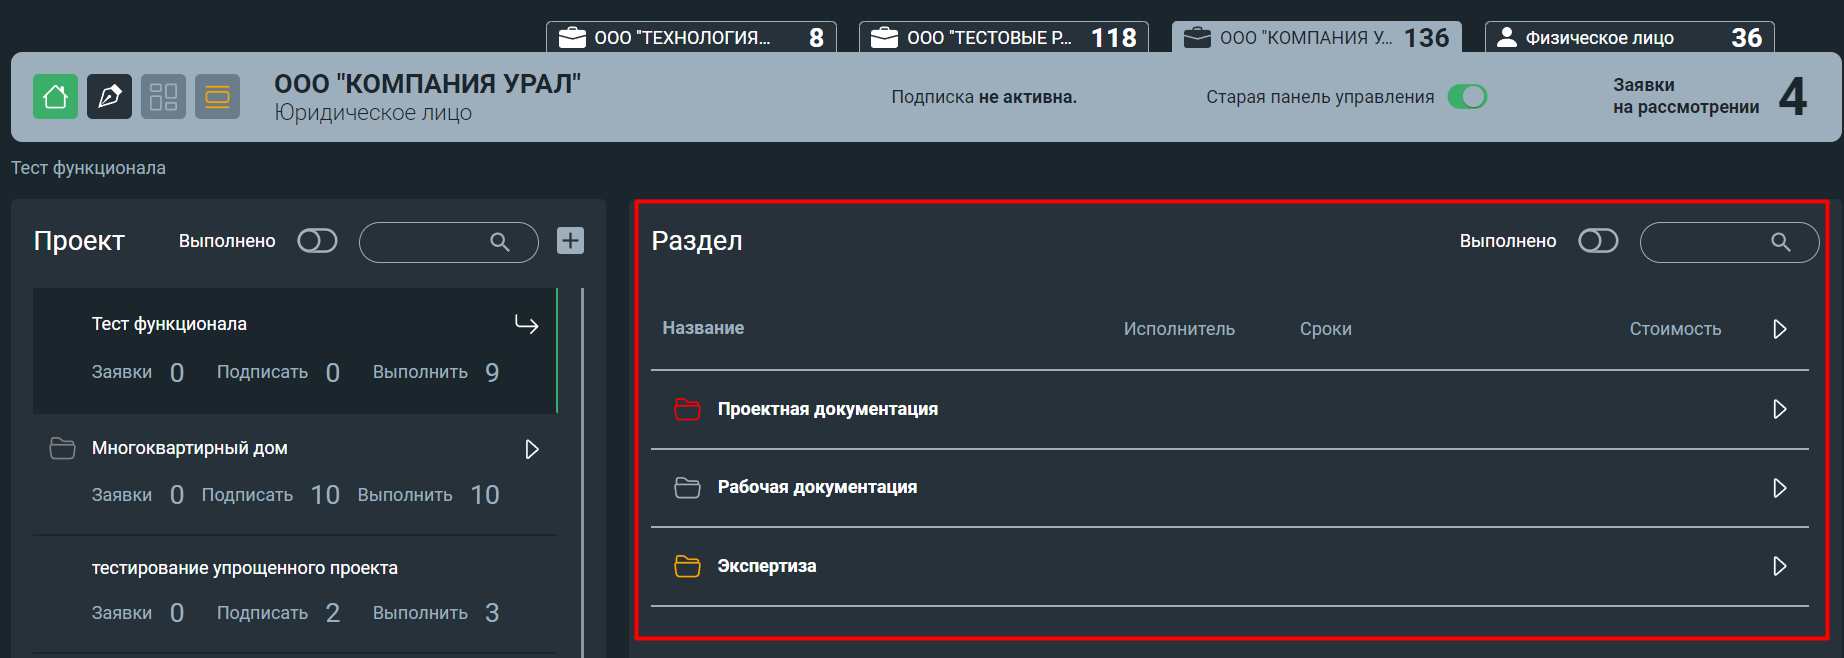 ООО "ТЕХНОЛОГИЯ... 8
ООО "ТЕСТОВЫЕ Р... 118
ООО "КОМПАНИЯ У... 136
Физическое лицо 36
ООО "КОМПАНИЯ УРАЛ"
Юридическое лицо
Подписка не активна.
Старая панель управления
Заявки
на рассмотрении 4
Тест функционала
Проект Выполнено
Тест функционала
Заявки 0 Подписать 0 Выполнить 9
Многоквартирный дом
Заявки 0 Подписать 10 Выполнить 10
тестирование упрощенного проекта
Заявки 0 Подписать 2 Выполнить 3
Раздел Выполнено
Название Исполнитель Сроки Стоимость
Проектная документация
Рабочая документация
Экспертиза